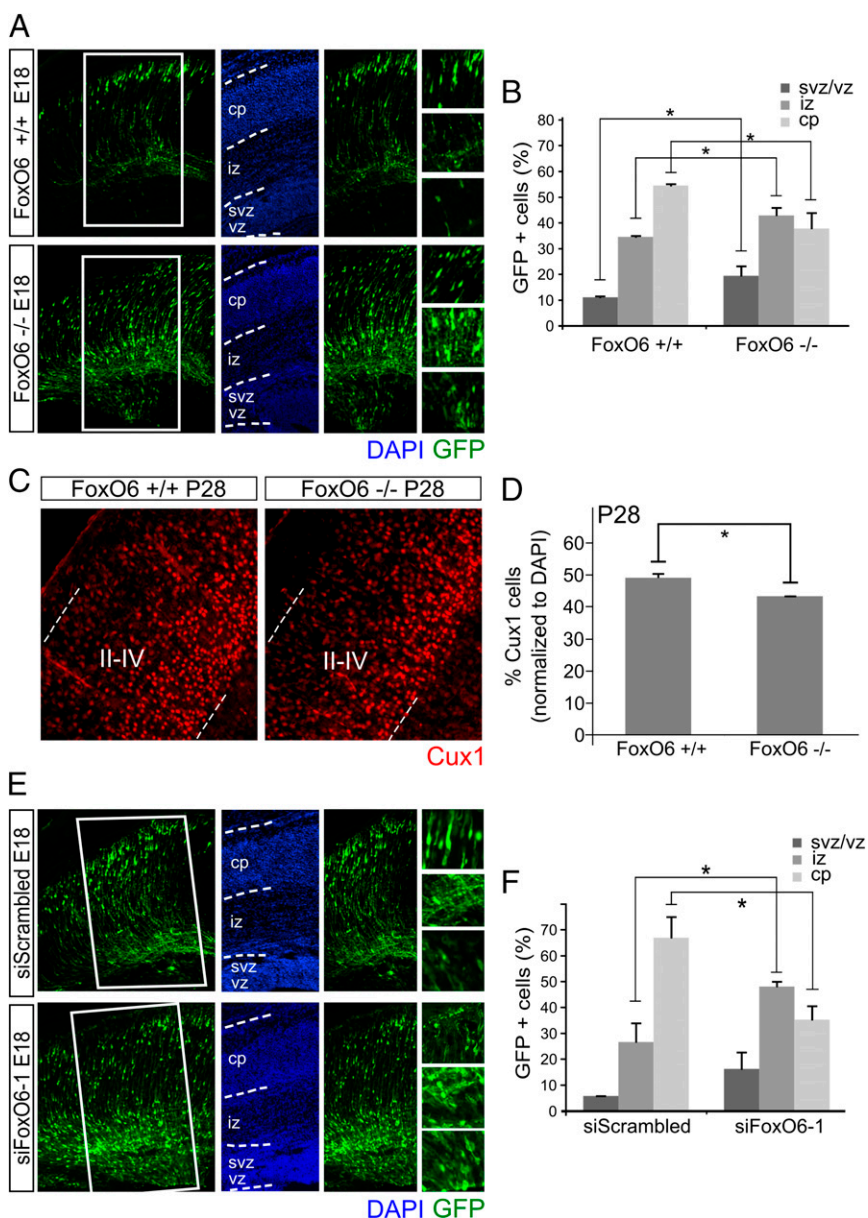 A
FoxO6 +/+ E18
cp
iz
svz
vz
FoxO6 -/- E18
cp
iz
svz
vz
DAPI GFP
B
svz/vz
iz
cp
GFP + cells (%)
80
70
60
50
40
30
20
10
0
*
*
*
FoxO6 +/+
FoxO6 -/-
C
FoxO6 +/+ P28
FoxO6 -/- P28
II-IV
II-IV
Cux1
D
P28
*
% Cux1 cells
(normalized to DAPI)
60
50
40
30
20
10
0
FoxO6 +/+
FoxO6 -/-
E
siScrambled E18
cp
iz
svz
vz
siFoxO6-1 E18
cp
iz
svz
vz
DAPI GFP
F
svz/vz
iz
cp
GFP + cells (%)
70
60
50
40
30
20
10
0
*
*
siScrambled
siFoxO6-1